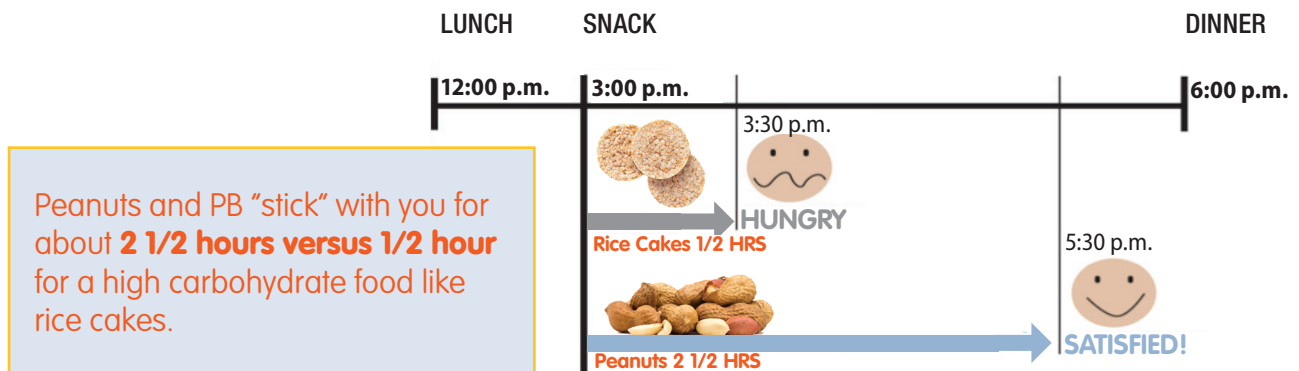 LUNCH SNACK DINNER
12:00 p.m. 3:00 p.m. 6:00 p.m.
3:30 p.m.
HUNGRY
Rice Cakes 1/2 HRS
Peanuts and PB "stick" with you for
about 2 1/2 hours versus 1/2 hour
for a high carbohydrate food like
rice cakes.
5:30 p.m.
SATISFIED!
Peanuts 2 1/2 HRS